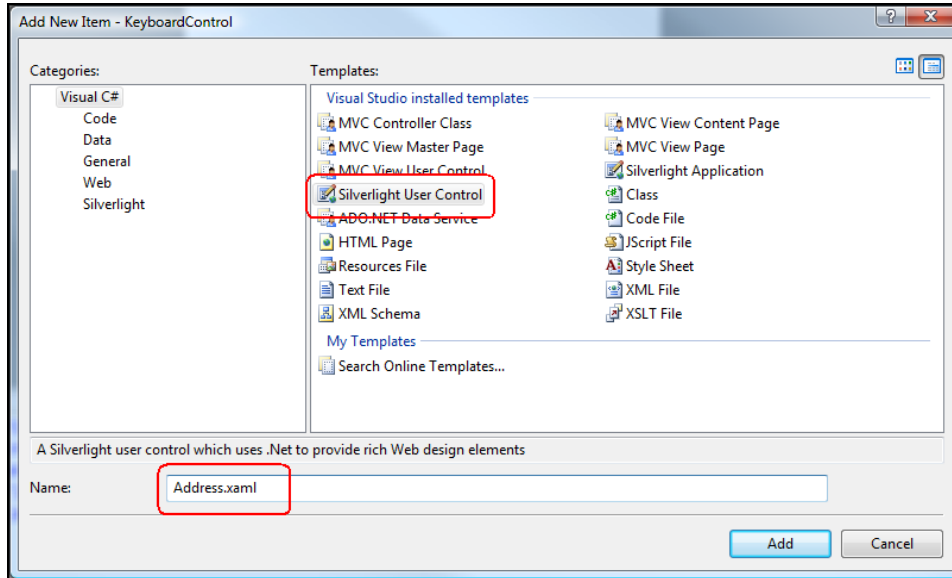 Add New Item - KeyboardControl
Categories:
Templates:
Visual C#
Code
Data
General
Web
Silverlight
Visual Studio installed templates
MVC Controller Class
MVC View Content Page
MVC View Master Page
MVC View Page
MVC View User Control
Silverlight Application
Silverlight User Control
Class
ADO.NET Data Service
Code File
HTML Page
JScript File
Resources File
Style Sheet
Text File
XML File
XML Schema
XSLT File
My Templates
Search Online Templates...
A Silverlight user control which uses .Net to provide rich Web design elements
Name:
Address.xaml
Add
Cancel